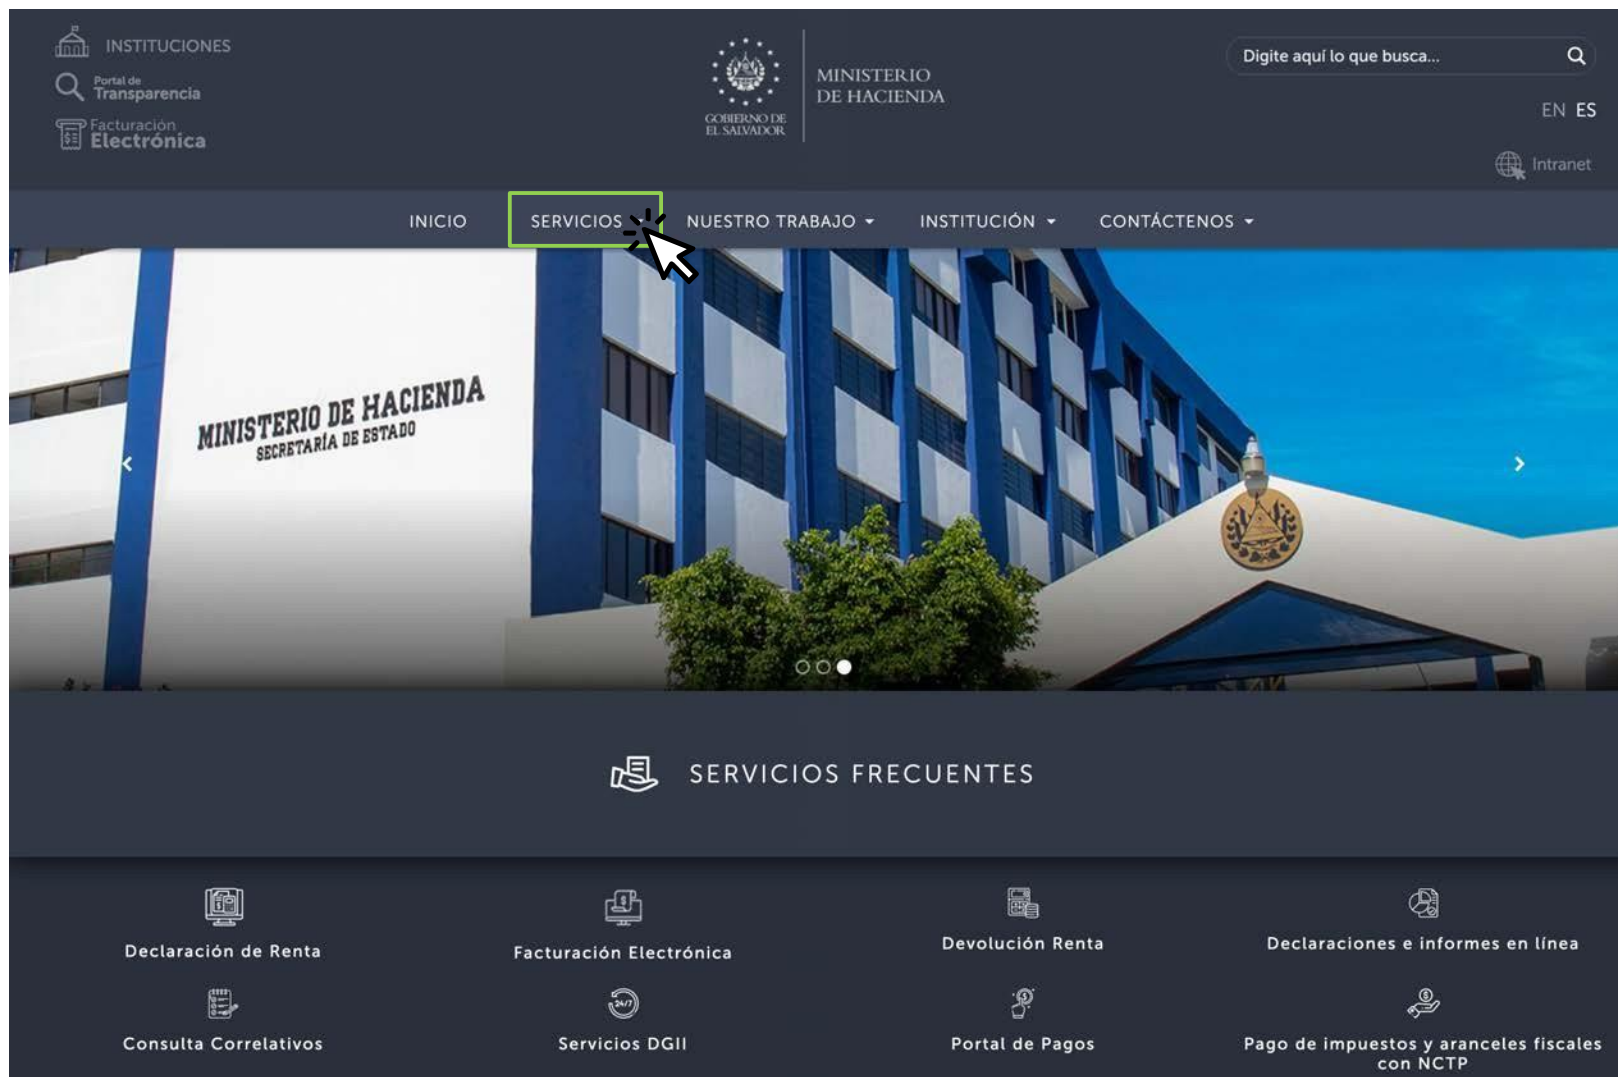 INSTITUCIONES
Portal de
Transparencia
Facturación
Electrónica
GOBIERNO DE
EL SALVADOR
MINISTERIO
DE HACIENDA
Digite aquí lo que busca...
EN ES
Intranet
INICIO SERVICIOS NUESTRO TRABAJO INSTITUCIÓN CONTÁCTENOS
MINISTERIO DE HACIENDA
SECRETARÍA DE ESTADO
SERVICIOS FRECUENTES
Declaración de Renta
Facturación Electrónica
Devolución Renta
Declaraciones e informes en línea
24/7
Consulta Correlativos
Servicios DGII
Portal de Pagos
Pago de impuestos y aranceles fiscales
con NCTP